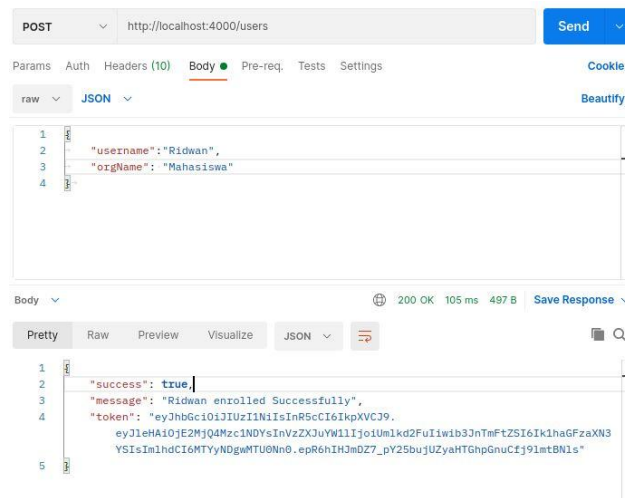 POST http://localhost:4000/users Send
Params Auth Headers (10) Body Pre-req. Tests Settings Cookie
raw JSON Beautify
1 {
2 "username":"Ridwan",
3 "orgName": "Mahasiswa"
4 }
Body 200 OK 105 ms 497 B Save Response
Pretty Raw Preview Visualize JSON
1 {
2 "success": true,
3 "message": "Ridwan enrolled Successfully",
4 "token": "eyJhbGciOiJIUzI1NiIsInR5cCI6IkpXVCJ9.
eyJleHAiOjE2MjQ4Mzc1NDYsInVzZXJuYW1lIjoiUmlkd2FuIiwib3JnTmFtZSI6Ik1haGFzaXN3
YSIsImlhdCI6MTYyNDgwMTU0Nn0.epR6hIHJmDZ7_pY25bujUZyaHTGhpGnuCfj9lmtBNls"
5 }